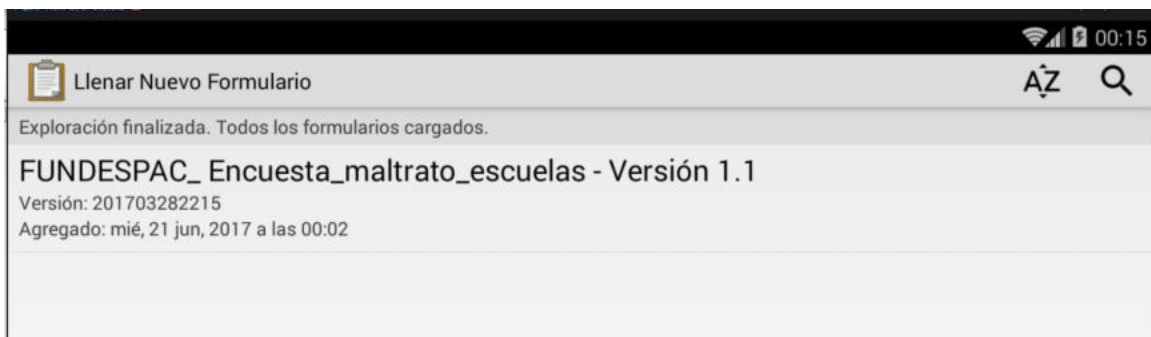 00:15
Llenar Nuevo Formulario
AZ
Exploración finalizada. Todos los formularios cargados.
FUNDESPAC_ Encuesta_maltrato_escuelas - Versión 1.1
Versión: 201703282215
Agregado: mié, 21 jun, 2017 a las 00:02